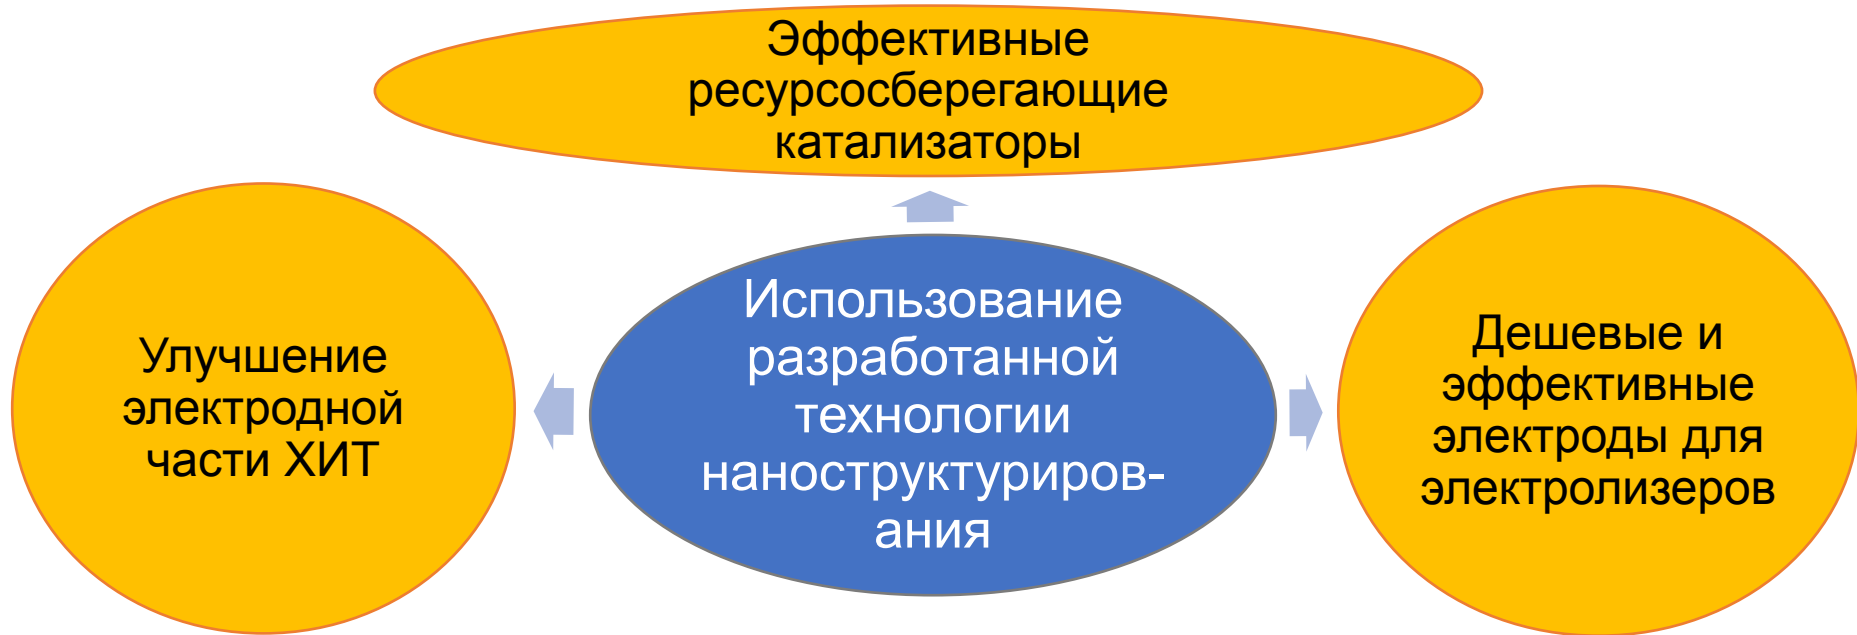 Эффективные
ресурсосберегающие
катализаторы
Улучшение
электродной
части ХИТ
Использование
разработанной
технологии
наноструктуриров-
ания
Дешевые и
эффективные
электроды для
электролизеров